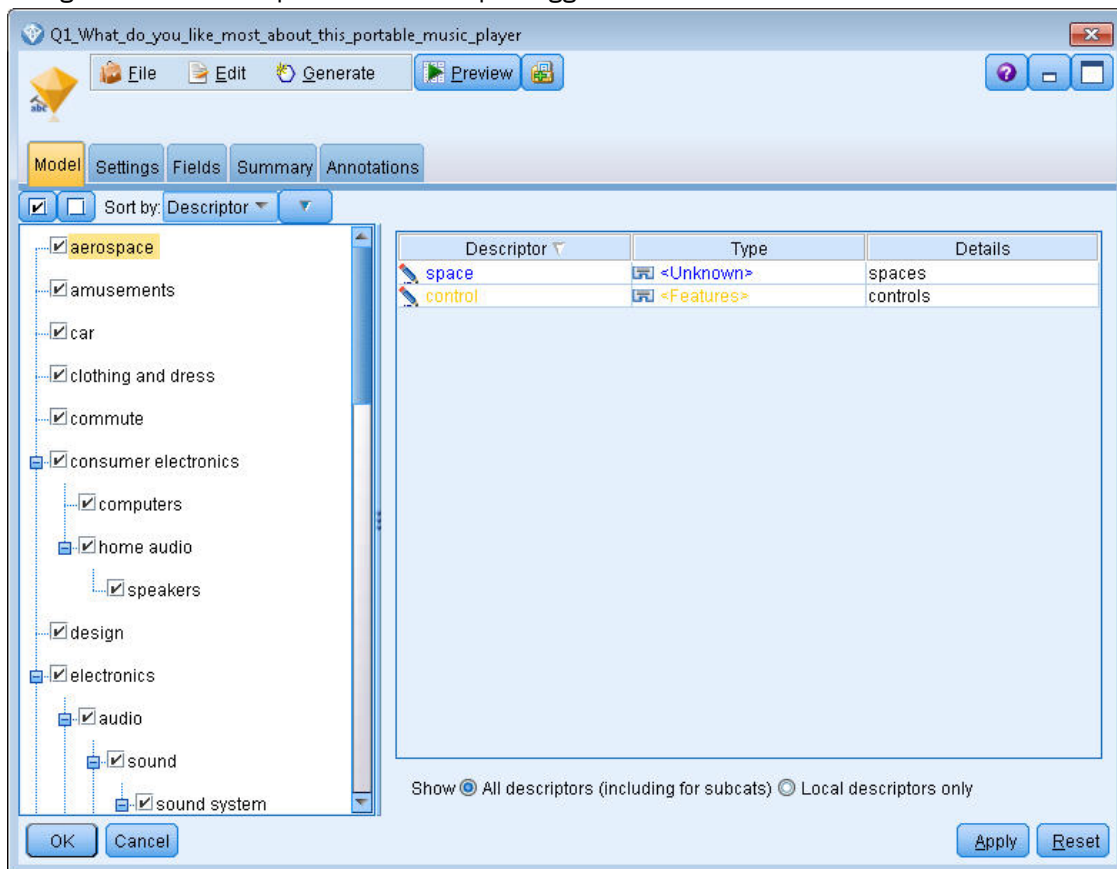 Q1_What_do_you_like_most_about_this_portable_music_player
File Edit Generate Preview
abc
Model Settings Fields Summary Annotations
Sort by: Descriptor
aerospace
amusements
car
clothing and dress
commute
consumer electronics
computers
home audio
speakers
design
electronics
audio
sound
sound system
Descriptor Type Details
space <Unknown> spaces
control <Features> controls
Show All descriptors (including for subcats) Local descriptors only
OK Cancel Apply Reset